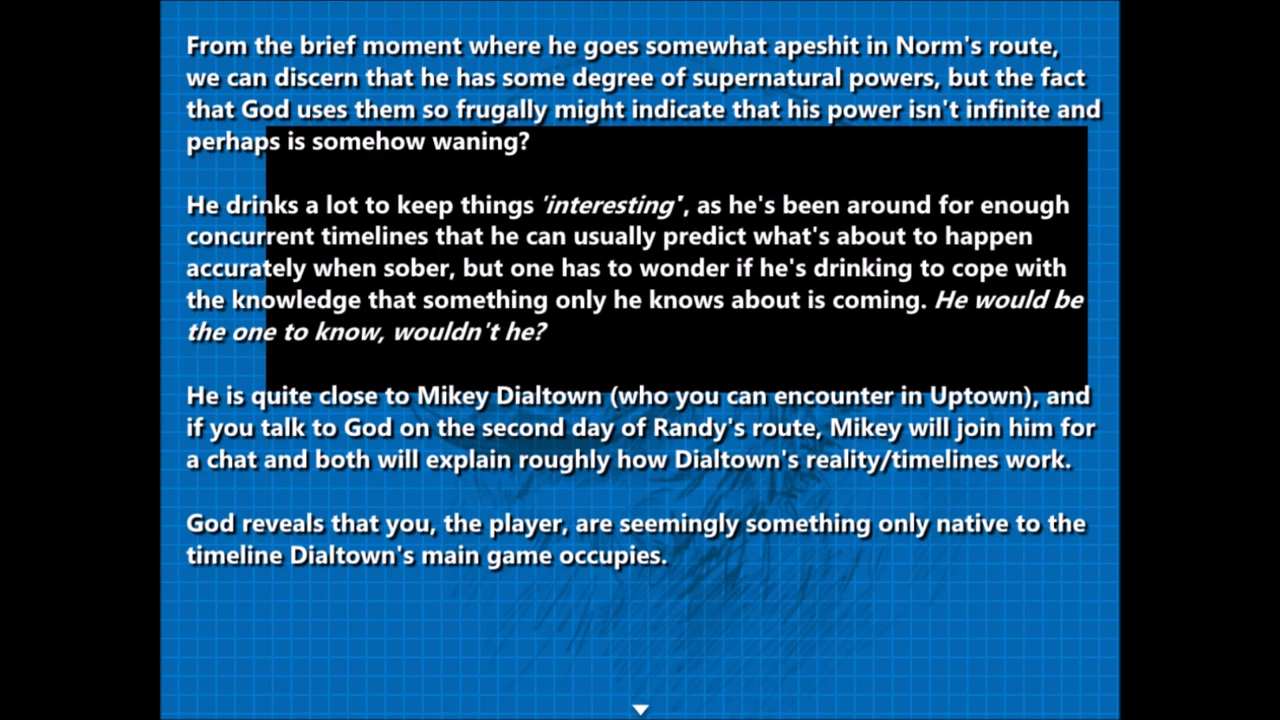 From the brief moment where he goes somewhat apeshit in Norm's route,
we can discern that he has some degree of supernatural powers, but the fact
that God uses them so frugally might indicate that his power isn't infinite and
perhaps is somehow waning?
He drinks a lot to keep things 'interesting', as he's been around for enough
concurrent timelines that he can usually predict what's about to happen
accurately when sober, but one has to wonder if he's drinking to cope with
the knowledge that something only he knows about is coming. He would be
the one to know, wouldn't he?
He is quite close to Mikey Dialtown (who you can encounter in Uptown), and
if you talk to God on the second day of Randy's route, Mikey will join him for
a chat and both will explain roughly how Dialtown's reality/timelines work.
God reveals that you, the player, are seemingly something only native to the
timeline Dialtown's main game occupies.